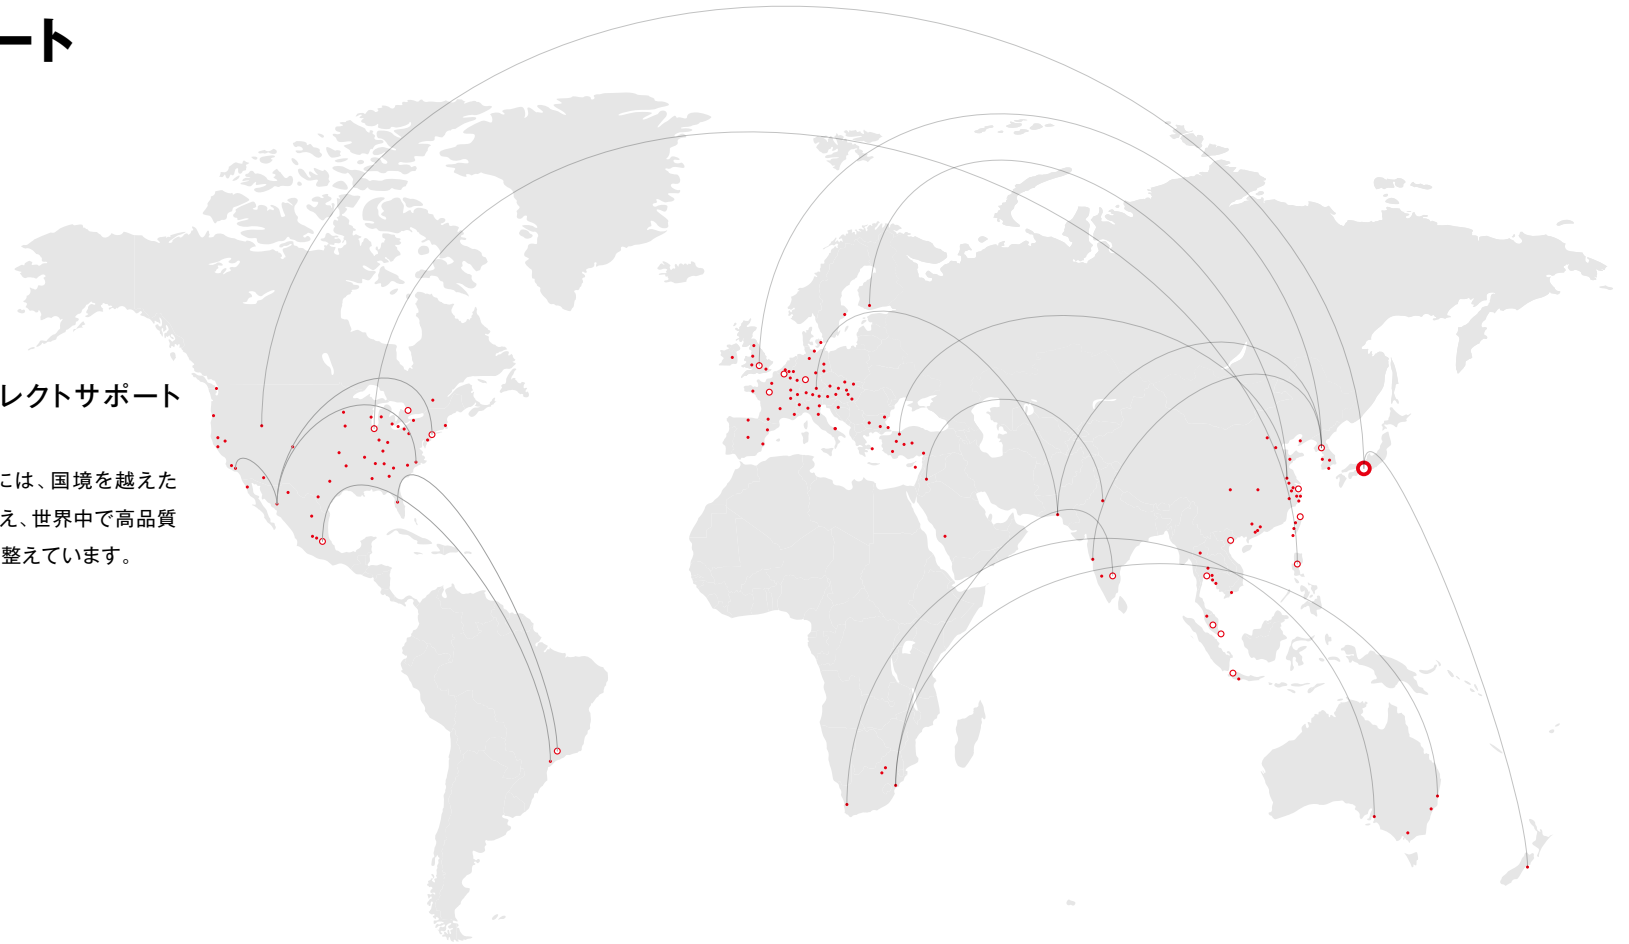 ート
レクトサポート
には、国境を越えた
え、世界中で高品質
整えています。